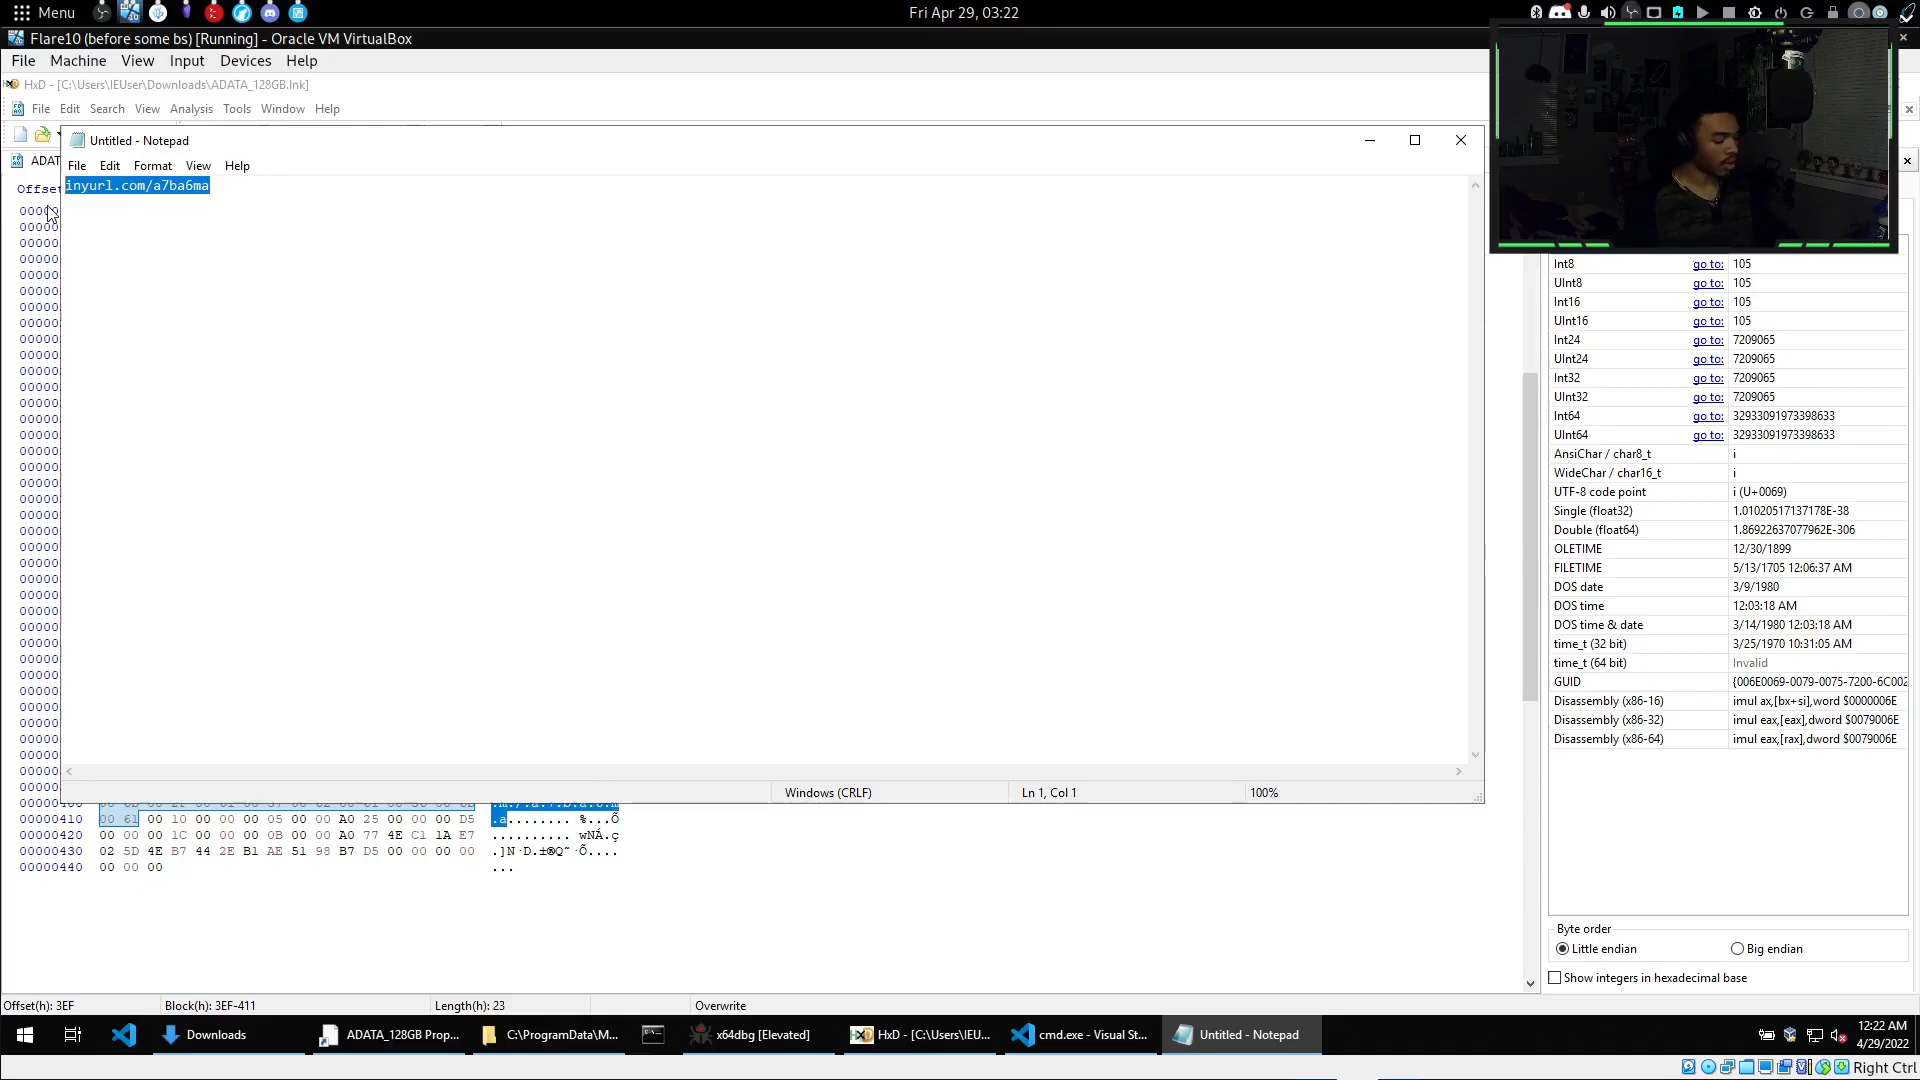 Menu
Fri Apr 29, 03:22
Flare10 (before some bs) [Running] - Oracle VM VirtualBox
File Machine View Input Devices Help
HxD - [C:\Users\IEUser\Downloads\ADATA_128GB.lnk]
File Edit Search View Analysis Tools Window Help
Untitled - Notepad
ADAT
File Edit Format View Help
inyurl.com/a7ba6ma
Offset
Int8 go to: 105
UInt8 go to: 105
Int16 go to: 105
UInt16 go to: 105
Int24 go to: 7209065
UInt24 go to: 7209065
Int32 go to: 7209065
UInt32 go to: 7209065
Int64 go to: 32933091973398633
UInt64 go to: 32933091973398633
AnsiChar / char8_t i
WideChar / char16_t i
UTF-8 code point i (U+0069)
Single (float32) 1.01020517137178E-38
Double (float64) 1.86922637077962E-306
OLETIME 12/30/1899
FILETIME 5/13/1705 12:06:37 AM
DOS date 3/9/1980
DOS time 12:03:18 AM
DOS time & date 3/14/1980 12:03:18 AM
time_t (32 bit) 3/25/1970 10:31:05 AM
time_t (64 bit) Invalid
GUID {006E0069-0079-0075-7200-6C002
Disassembly (x86-16) imul ax,[bx+si],word $0000006E
Disassembly (x86-32) imul eax,[eax],dword $0079006E
Disassembly (x86-64) imul eax,[rax],dword $0079006E
Windows (CRLF) Ln 1, Col 1 100%
00000410 00 61 00 10 00 00 00 05 00 00 A0 25 00 00 00 D5 .a........ %...Õ
00000420 00 00 00 1C 00 00 00 0B 00 00 A0 77 4E C1 1A E7 .......... wNÁ.ç
00000430 02 5D 4E B7 44 2E B1 AE 51 98 B7 D5 00 00 00 00 .]N·D.±®Q˜·Õ....
00000440 00 00 00 ...
Byte order
Little endian Big endian
Show integers in hexadecimal base
Offset(h): 3EF Block(h): 3EF-411 Length(h): 23 Overwrite
Downloads ADATA_128GB Prop... C:\ProgramData\M... x64dbg [Elevated] HxD - [C:\Users\IEU... cmd.exe - Visual St... Untitled - Notepad
12:22 AM
4/29/2022
Right Ctrl